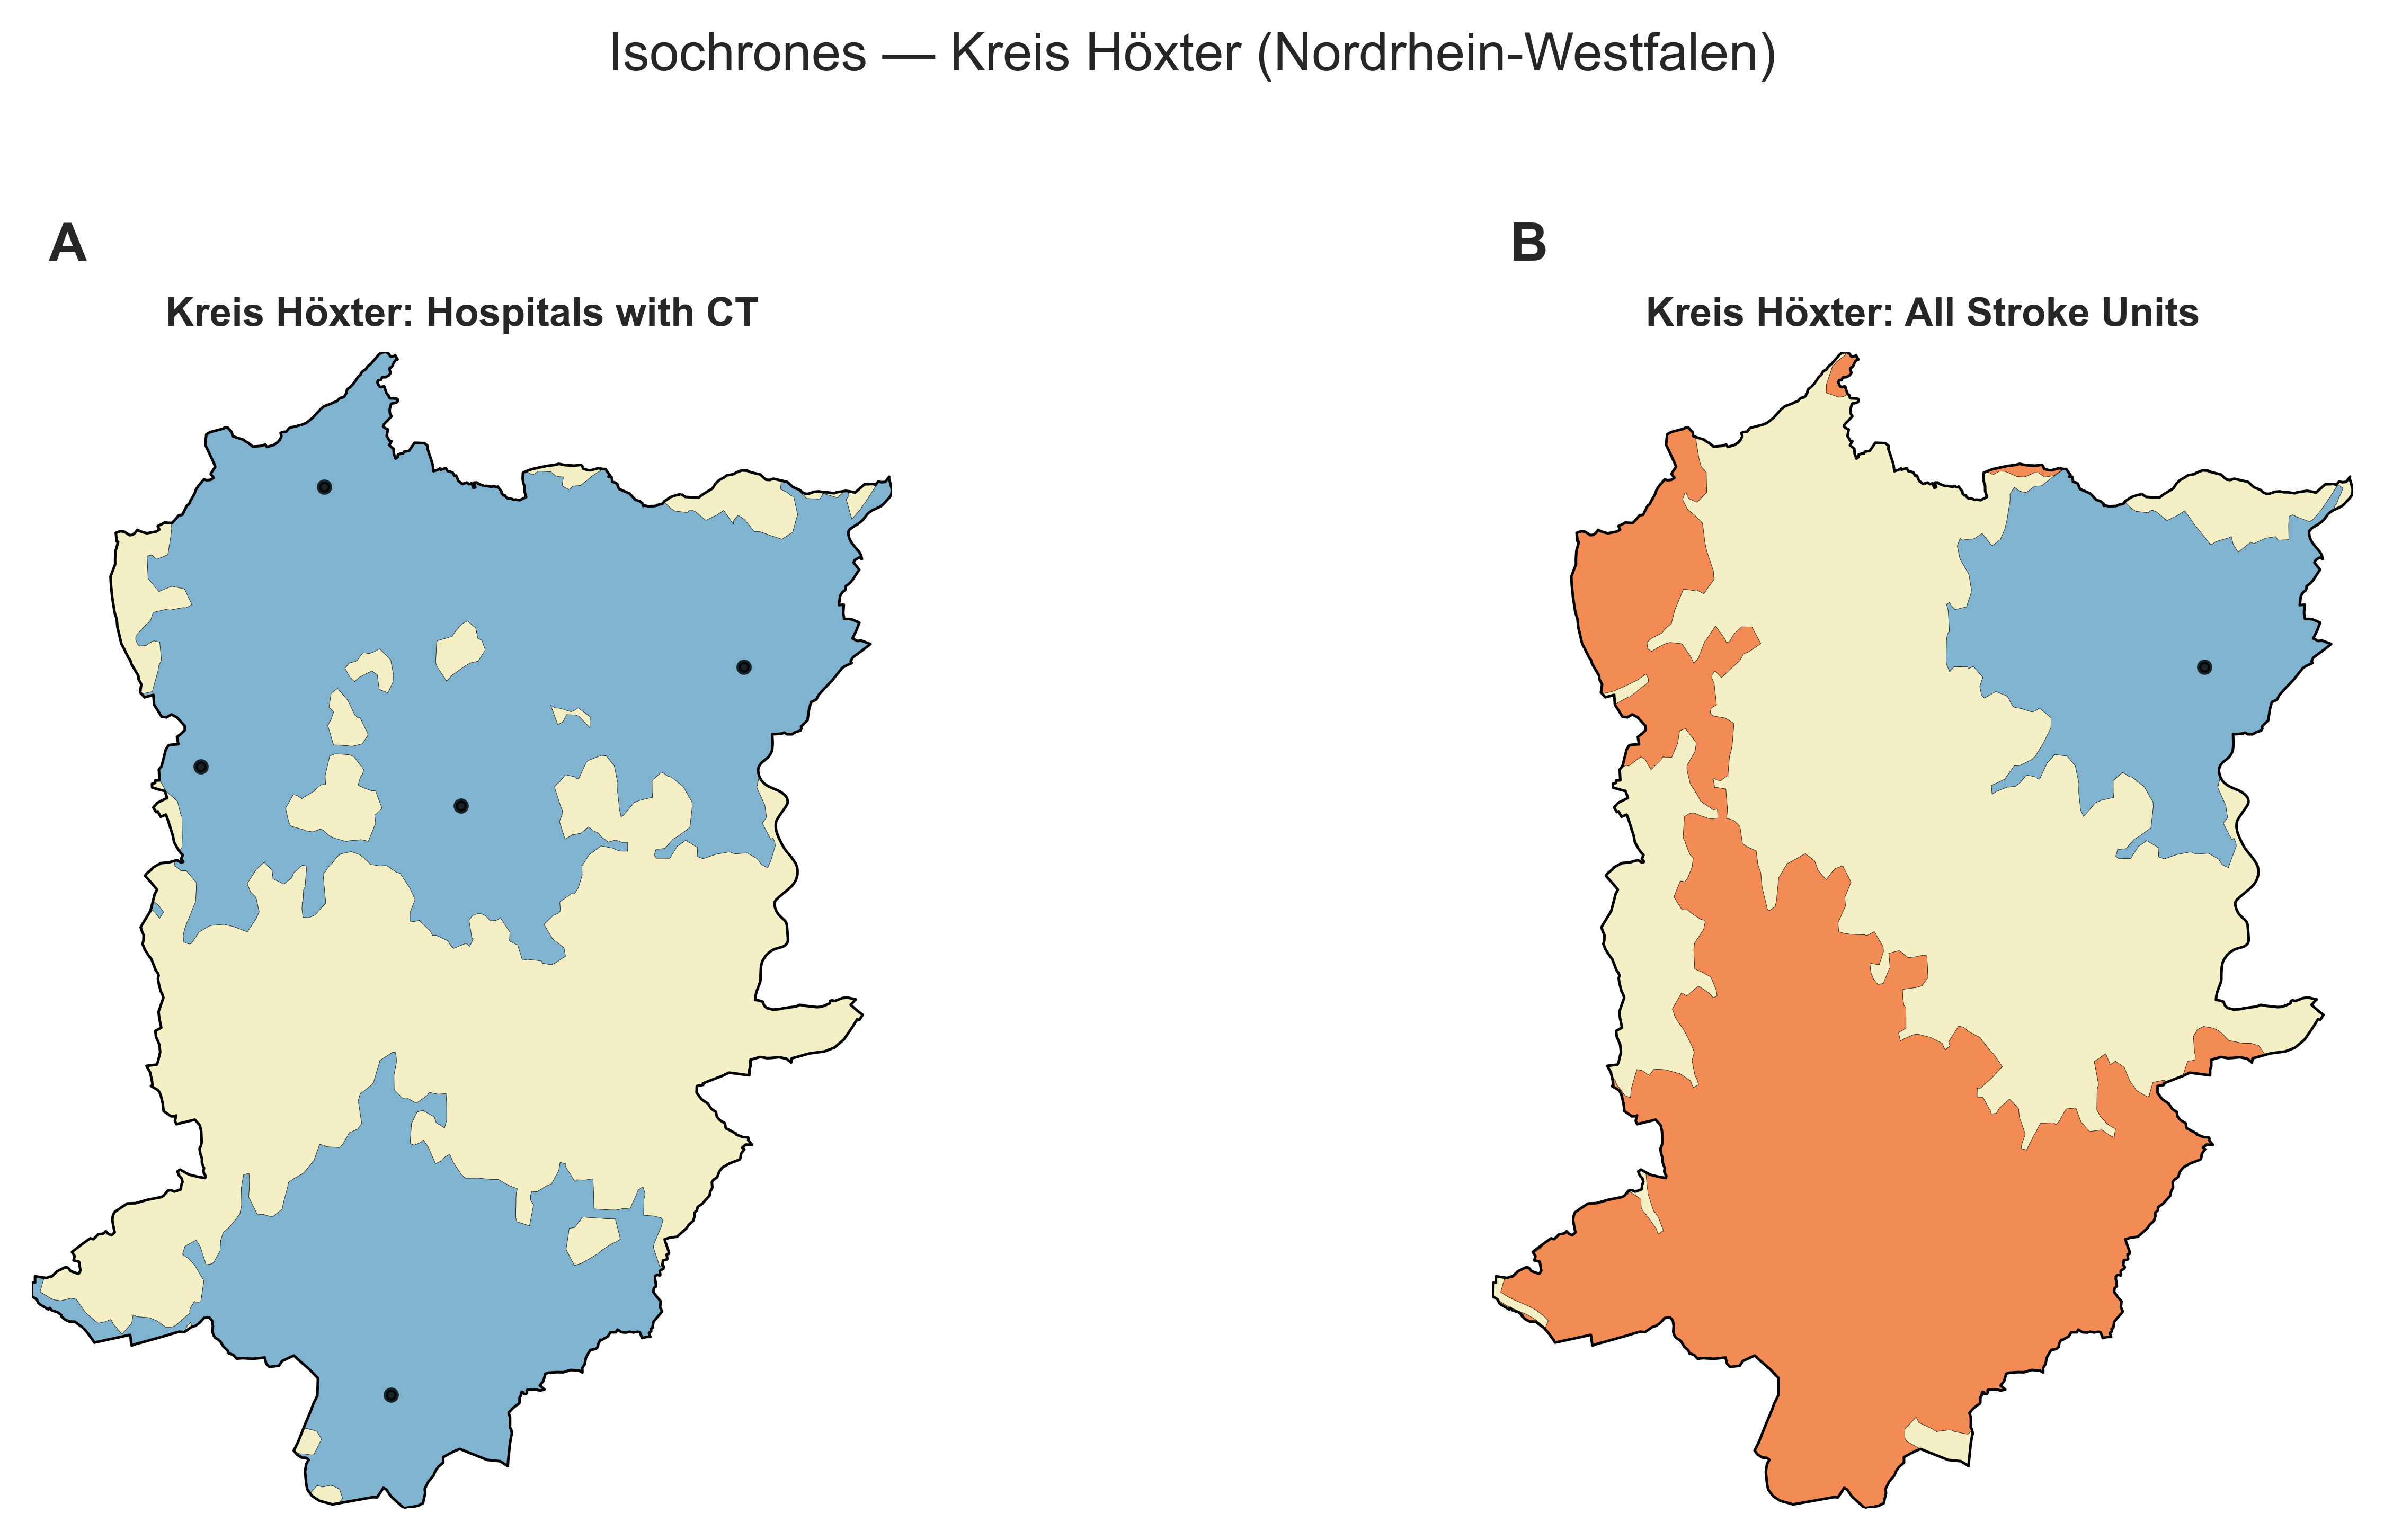 Isochrones — Kreis Höxter (Nordrhein-Westfalen)
A
Kreis Höxter: Hospitals with CT
B
Kreis Höxter: All Stroke Units